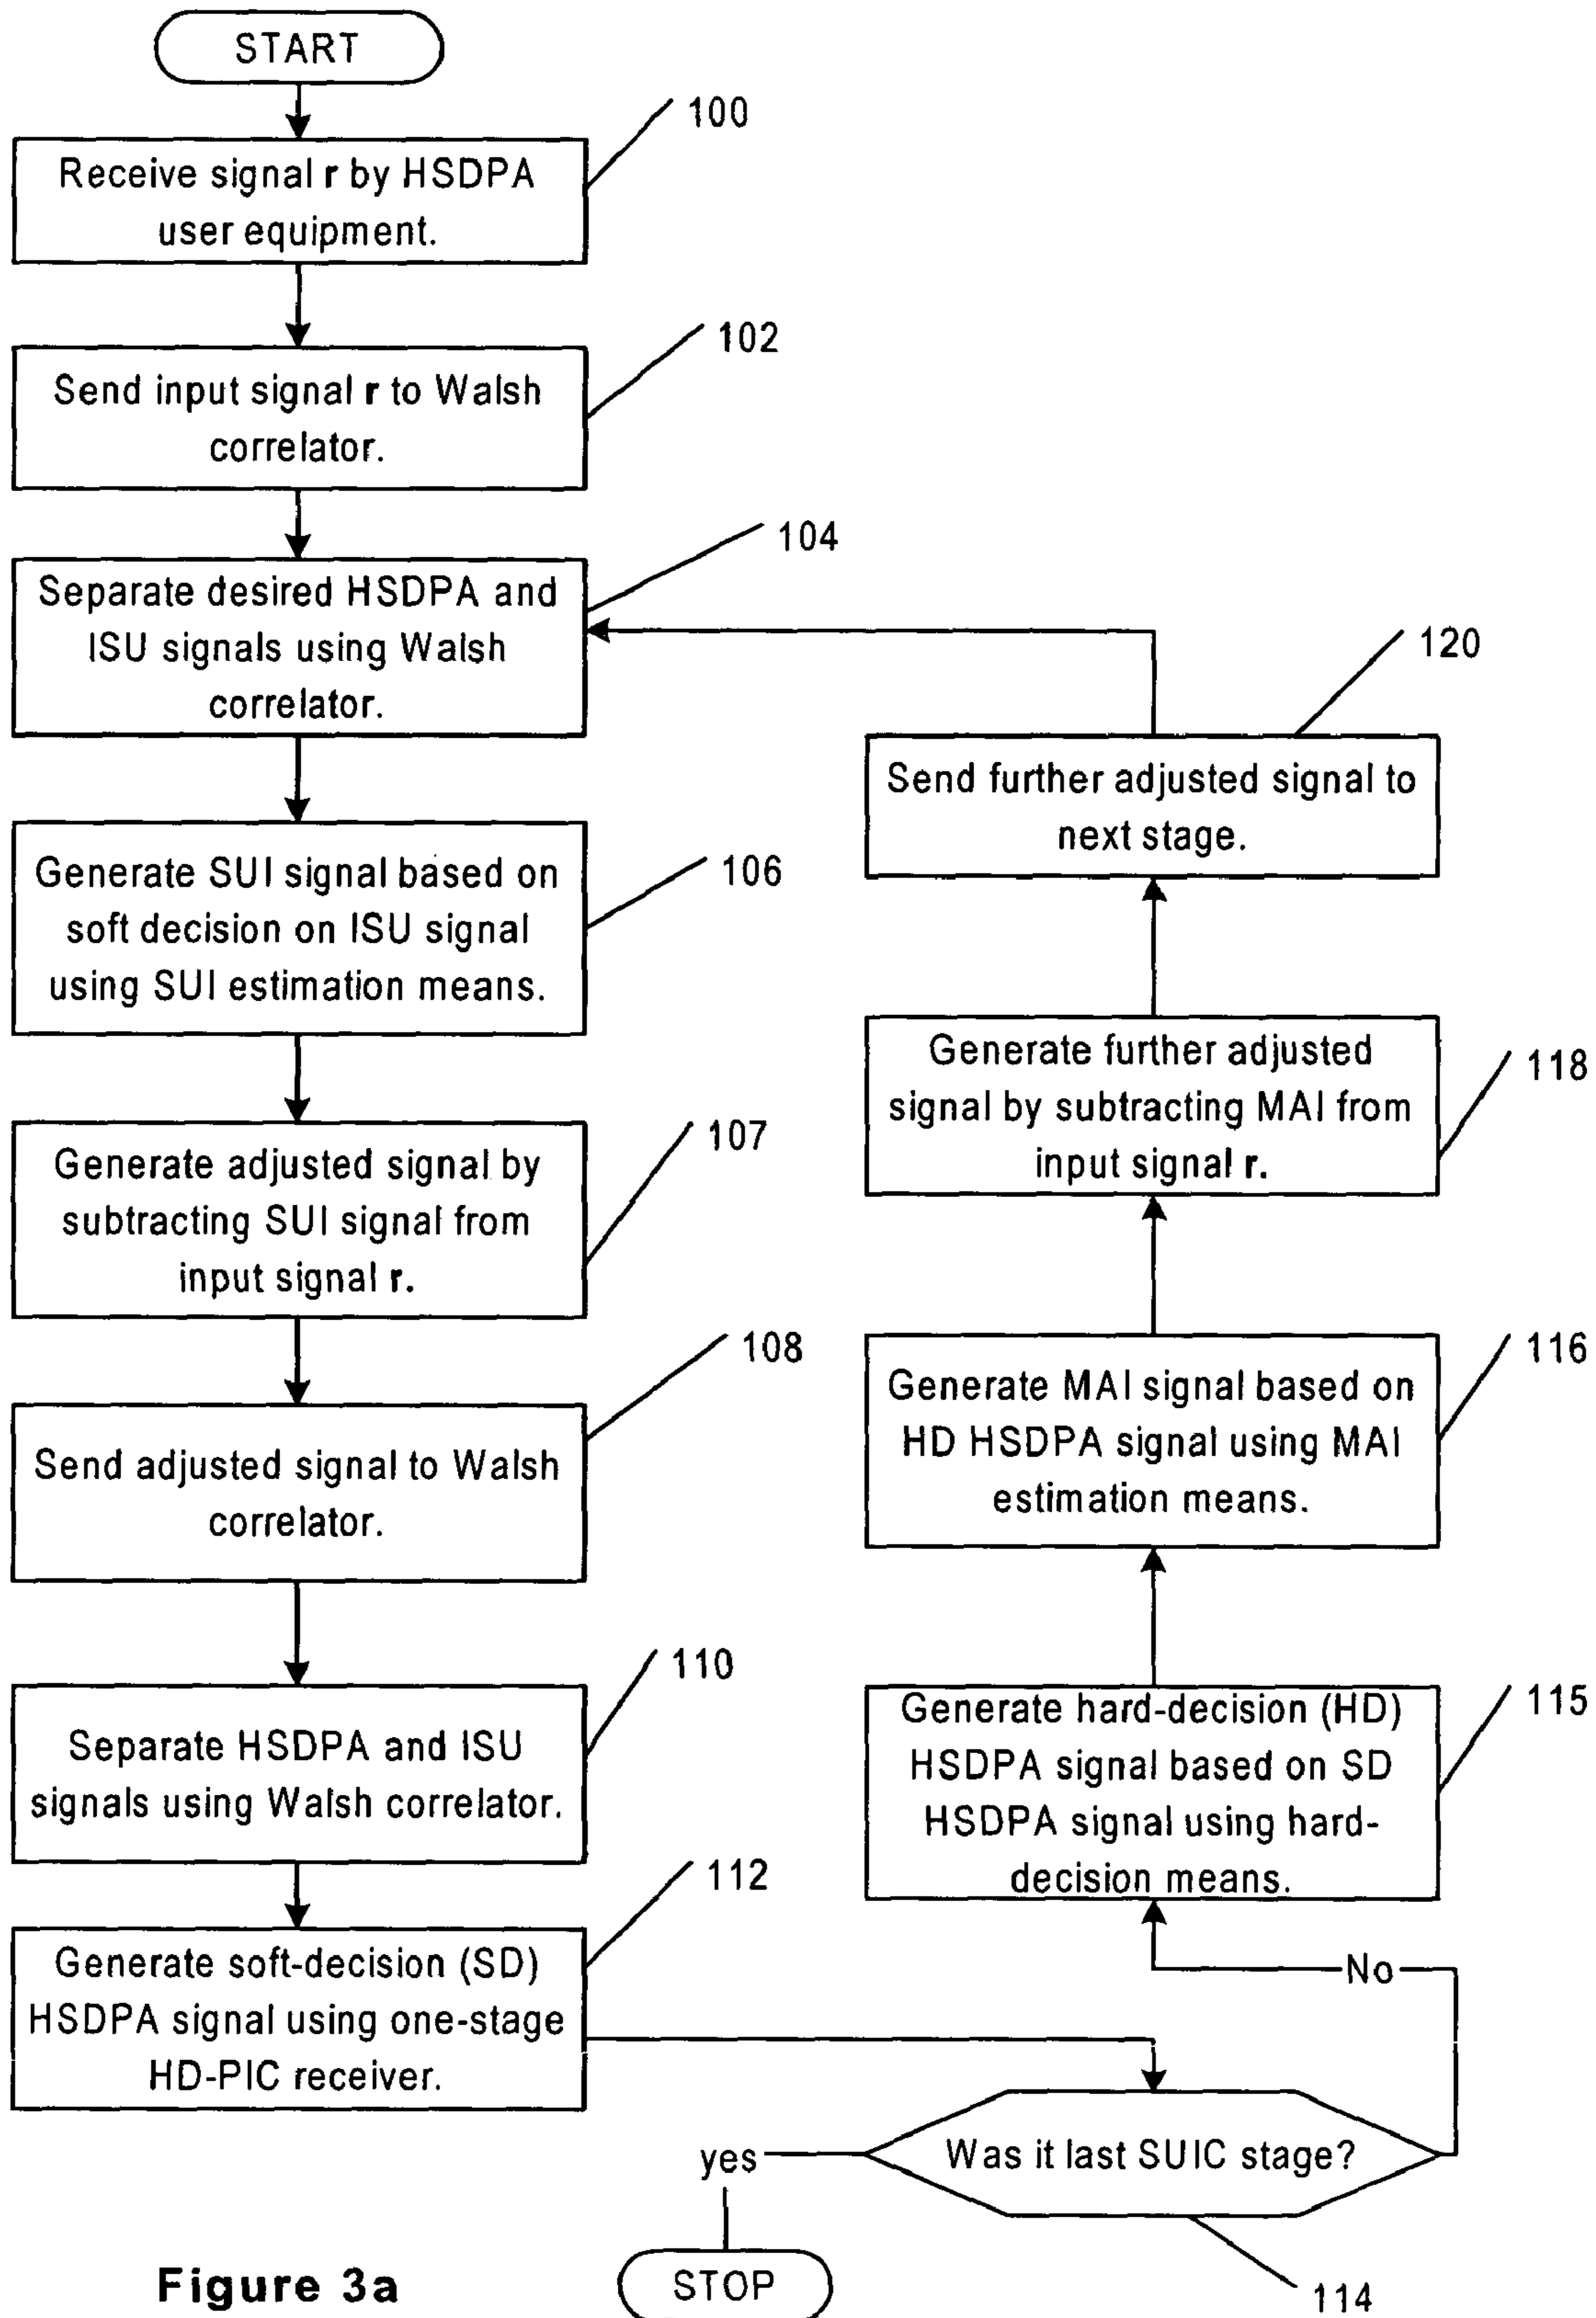 START
100
Receive signal r by HSDPA
user equipment.
102
Send input signal r to Walsh
correlator.
104
Separate desired HSDPA and
ISU signals using Walsh
correlator.
106
Generate SUI signal based on
soft decision on ISU signal
using SUI estimation means.
107
Generate adjusted signal by
subtracting SUI signal from
input signal r.
108
Send adjusted signal to Walsh
correlator.
110
Separate HSDPA and ISU
signals using Walsh correlator.
112
Generate soft-decision (SD)
HSDPA signal using one-stage
HD-PIC receiver.
Was it last SUIC stage?
114
yes
STOP
No
Generate hard-decision (HD)
HSDPA signal based on SD
HSDPA signal using hard-
decision means.
115
Generate MAI signal based on
HD HSDPA signal using MAI
estimation means.
116
Generate further adjusted
signal by subtracting MAI from
input signal r.
118
Send further adjusted signal to
next stage.
120
Figure 3a